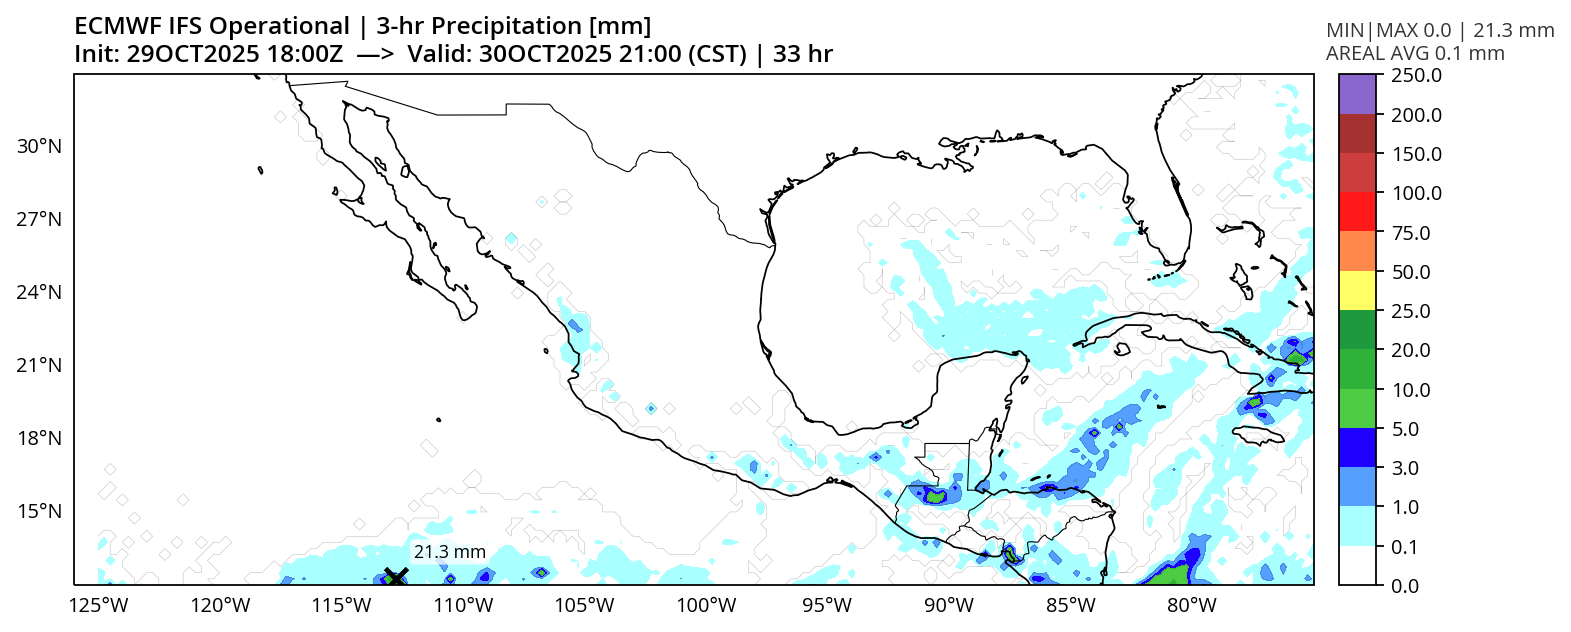 ECMWF IFS Operational | 3-hr Precipitation [mm]
Init: 29OCT2025 18:00Z —> Valid: 30OCT2025 21:00 (CST) | 33 hr
MIN|MAX 0.0 | 21.3 mm
AREAL AVG 0.1 mm
250.0
200.0
150.0
100.0
75.0
50.0
25.0
20.0
10.0
5.0
3.0
1.0
0.1
0.0
30°N
27°N
24°N
21°N
18°N
15°N
21.3 mm
125°W 120°W 115°W 110°W 105°W 100°W 95°W 90°W 85°W 80°W